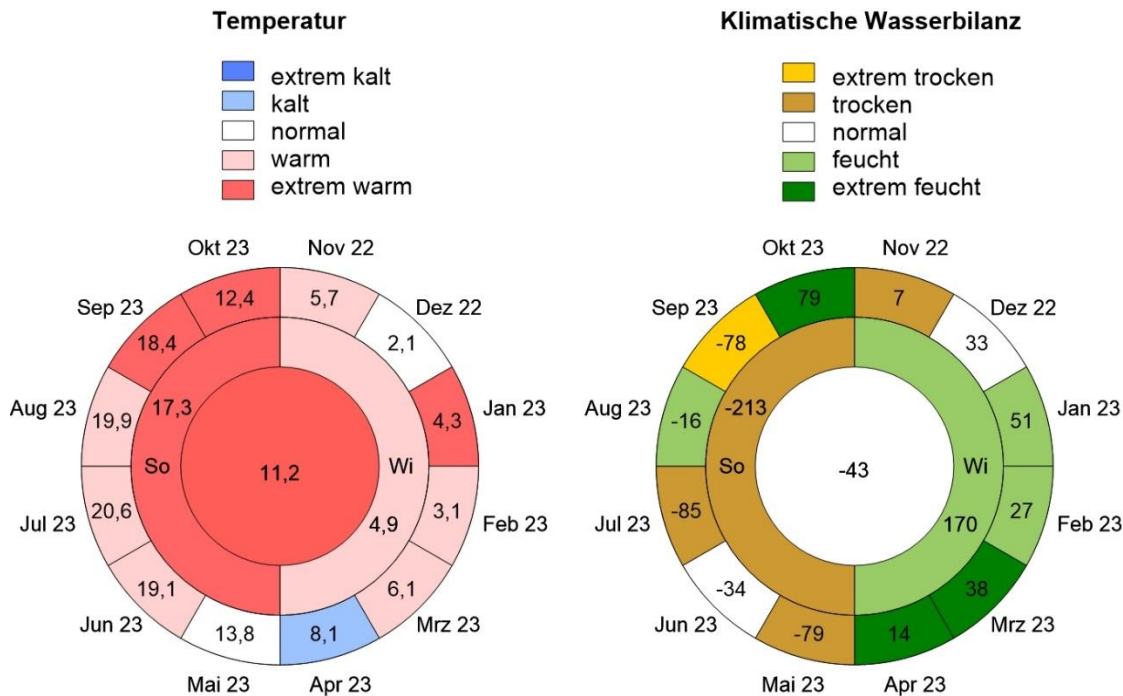 Temperatur
extrem kalt
kalt
normal
warm
extrem warm
Okt 23
Nov 22
Sep 23
12,4
5,7
Dez 22
18,4
2,1
Aug 23
19,9
17,3
4,3
Jan 23
So
11,2
Wi
Jul 23
20,6
4,9
3,1
Feb 23
Jun 23
19,1
6,1
Mrz 23
13,8
8,1
Mai 23
Apr 23
Klimatische Wasserbilanz
extrem trocken
trocken
normal
feucht
extrem feucht
Okt 23
Nov 22
Sep 23
79
7
Dez 22
-78
33
Aug 23
-16
-213
51
Jan 23
So
-43
Wi
Jul 23
-85
170
27
Feb 23
Jun 23
-34
38
Mrz 23
-79
14
Mai 23
Apr 23